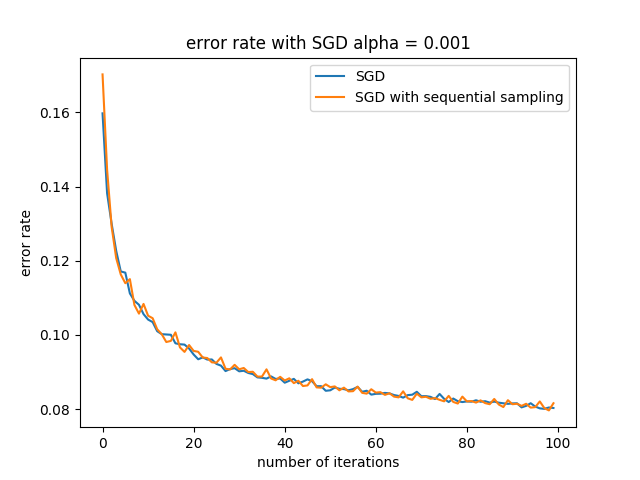 error rate with SGD alpha = 0.001
SGD
SGD with sequential sampling
0.16
0.14
0.12
0.10
0.08
error rate
0 20 40 60 80 100
number of iterations